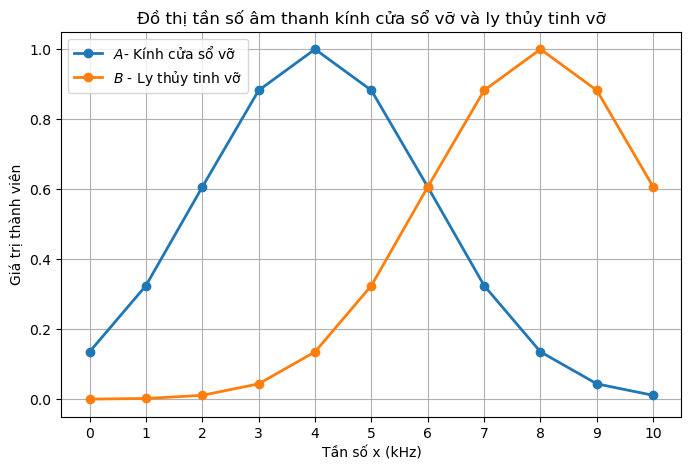 Đồ thị tần số âm thanh kính cửa sổ vỡ và ly thủy tinh vỡ
A- Kính cửa sổ vỡ
B - Ly thủy tinh vỡ
Giá trị thành viên
1.0
0.8
0.6
0.4
0.2
0.0
0 1 2 3 4 5 6 7 8 9 10
Tần số x (kHz)